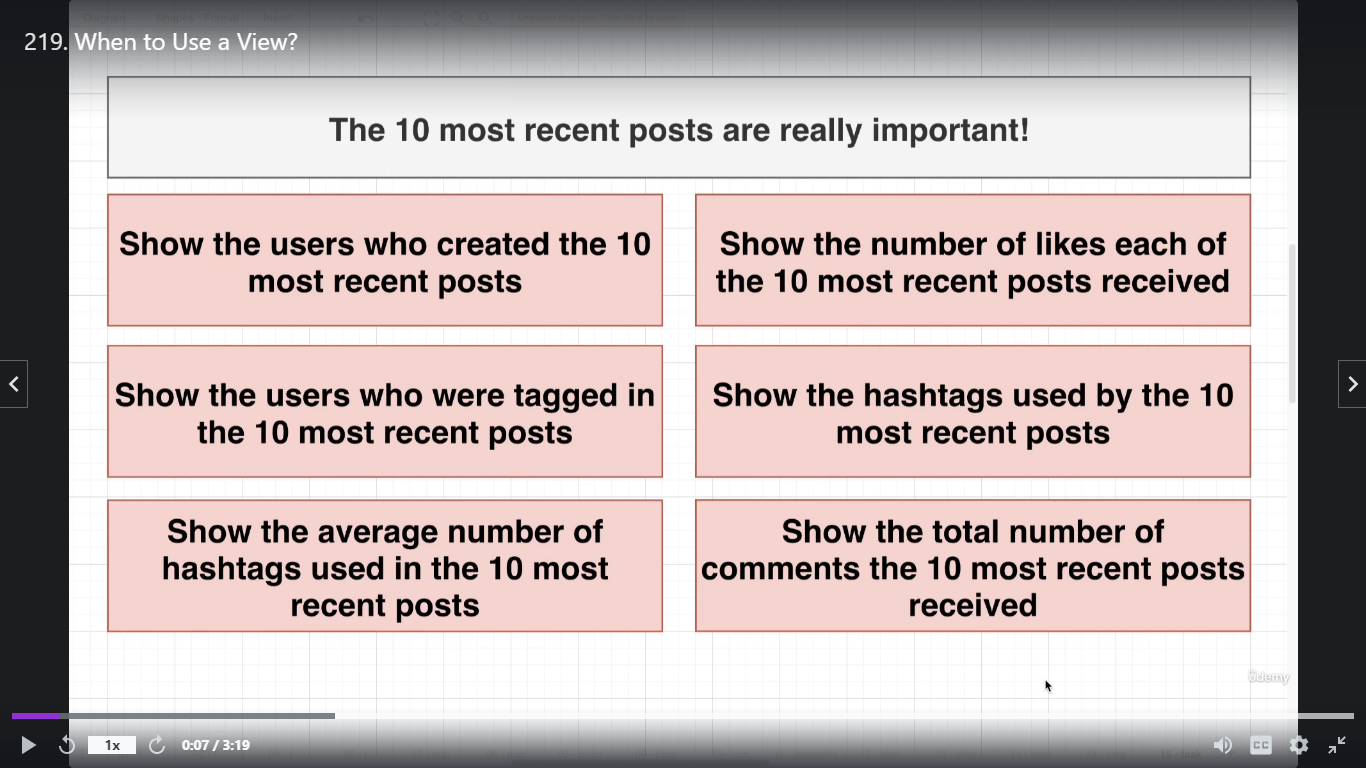 219. When to Use a View?
The 10 most recent posts are really important!
Show the users who created the 10
most recent posts
Show the number of likes each of
the 10 most recent posts received
Show the users who were tagged in
the 10 most recent posts
Show the hashtags used by the 10
most recent posts
Show the average number of
hashtags used in the 10 most
recent posts
Show the total number of
comments the 10 most recent posts
received
ûdemy
1x
0:07 / 3:19
CC